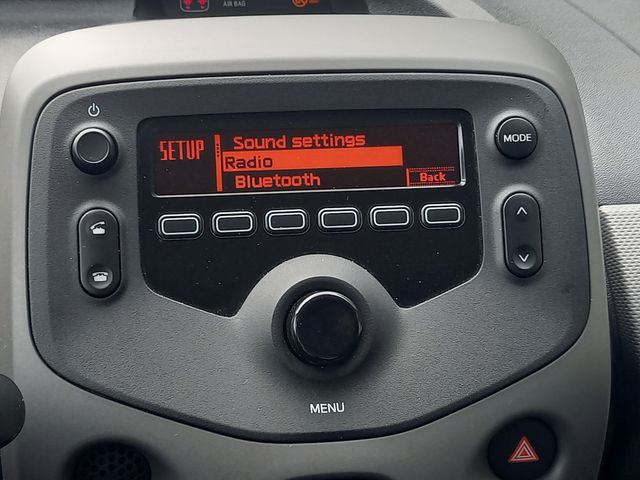 AIR BAG
SETUP
Sound settings
Radio
Bluetooth
Back
MODE
MENU